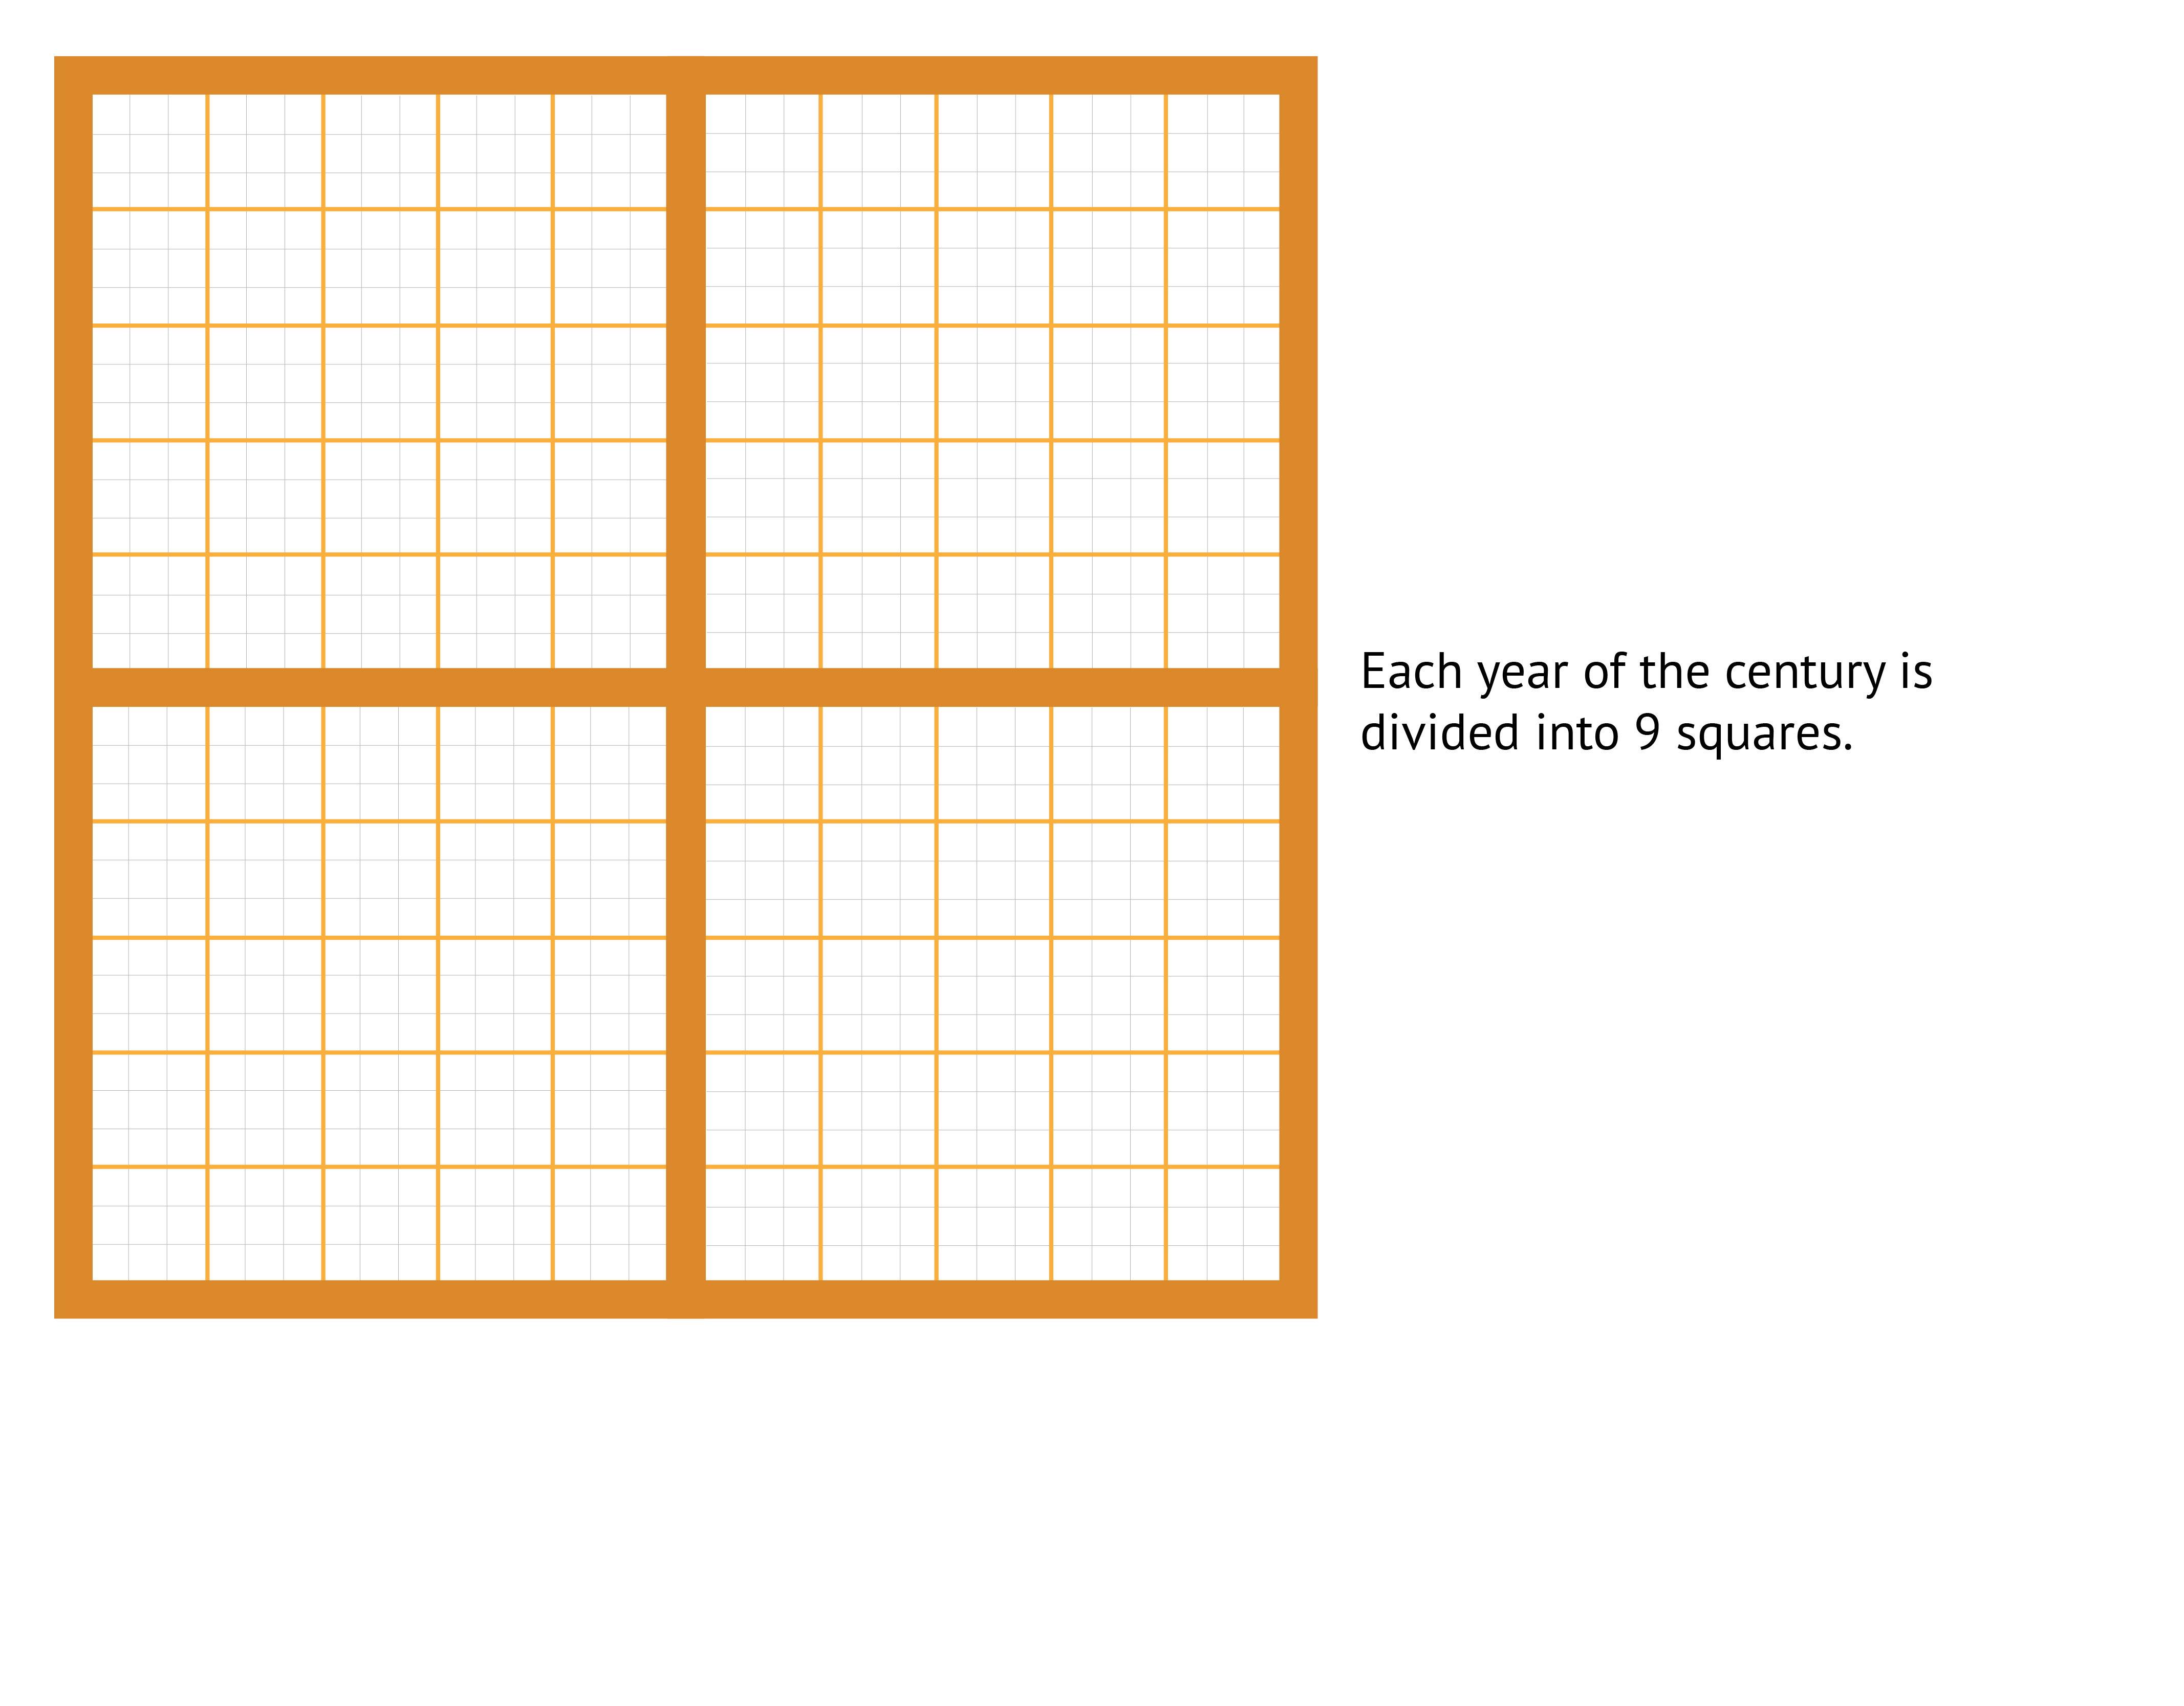 Each year of the century is
divided into 9 squares.